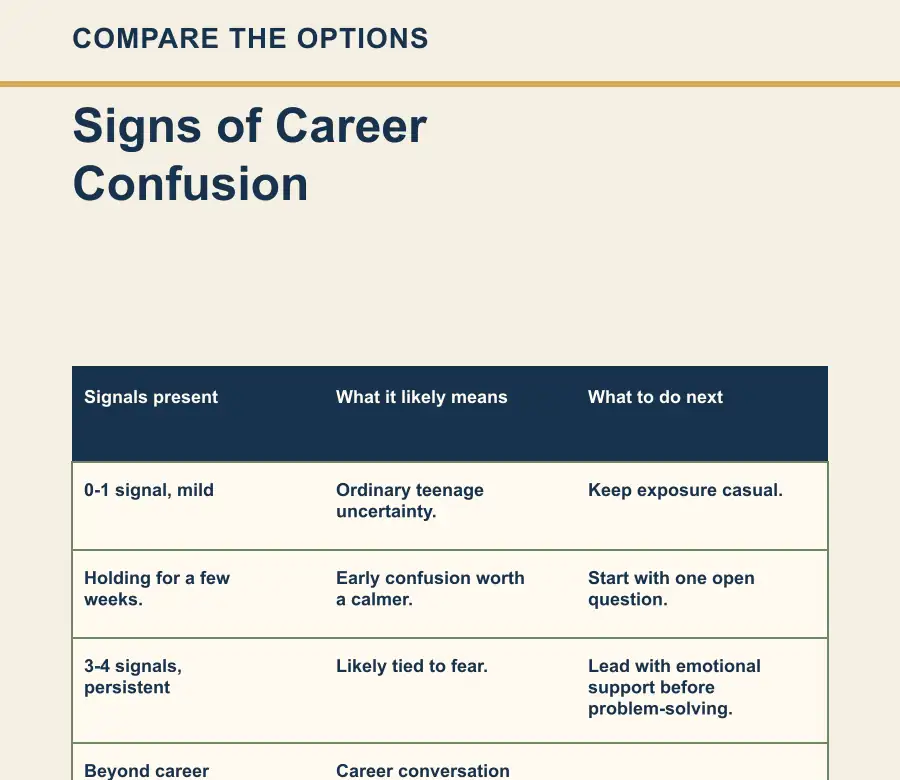 COMPARE THE OPTIONS
Signs of Career
Confusion
Signals present
What it likely means
What to do next
0-1 signal, mild
Ordinary teenage
uncertainty.
Keep exposure casual.
Holding for a few
weeks.
Early confusion worth
a calmer.
Start with one open
question.
3-4 signals,
persistent
Likely tied to fear.
Lead with emotional
support before
problem-solving.
Beyond career
Career conversation